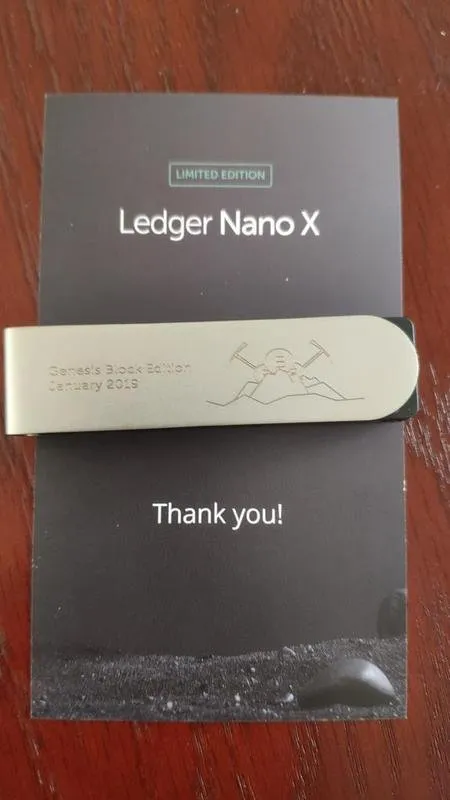 LIMITED EDITION
Ledger Nano X
Genesis Block Edition
January 2019
Thank you!